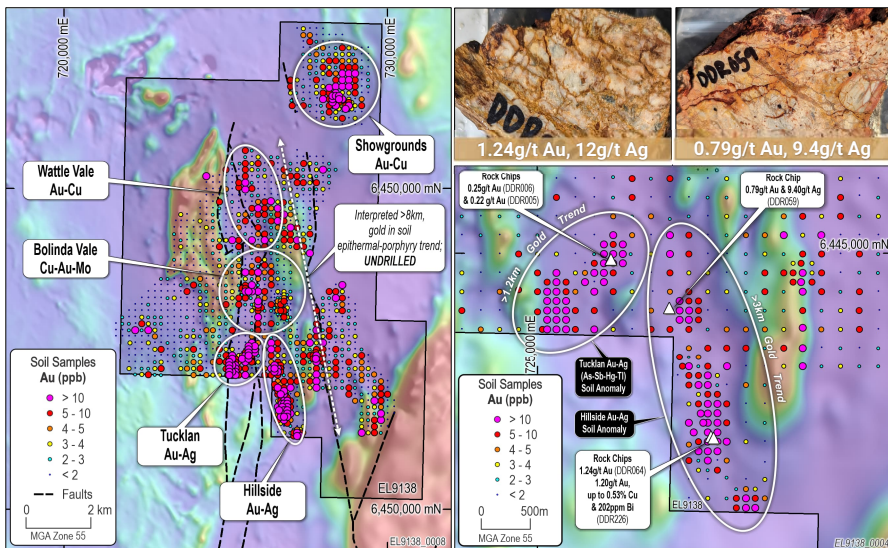 720,000 mE
730,000 mE
Showgrounds
Au-Cu
Wattle Vale
Au-Cu
6,450,000 mN
Interpreted >8km,
gold in soil
epithermal-porphyry trend;
UNDRILLED
Bolinda Vale
Cu-Au-Mo
Soil Samples
Au (ppb)
> 10
5 - 10
4 - 5
3 - 4
2 - 3
< 2
Faults
0 2 km
MGA Zone 55
Tucklan
Au-Ag
Hillside
Au-Ag
EL9138
6,450,000 mN
EL9138_0008
DDR
1.24g/t Au, 12g/t Ag
DDR059
0.79g/t Au, 9.4g/t Ag
Rock Chips
0.25g/t Au (DDR006)
& 0.22 g/t Au (DDR005)
Rock Chip
0.79g/t Au & 9.40g/t Ag
(DDR059)
>1.2km Gold Trend
6,445,000 mN
>3km Gold Trend
725,000 mE
Tucklan Au-Ag
(As-Sb-Hg-Tl)
Soil Anomaly
Hillside Au-Ag
Soil Anomaly
Soil Samples
Au (ppb)
> 10
5 - 10
4 - 5
3 - 4
2 - 3
< 2
0 500m
MGA Zone 55
Rock Chips
1.24g/t Au (DDR064)
1.20g/t Au,
up to 0.53% Cu
& 202ppm Bi
(DDR226)
EL9138
EL9138_0004